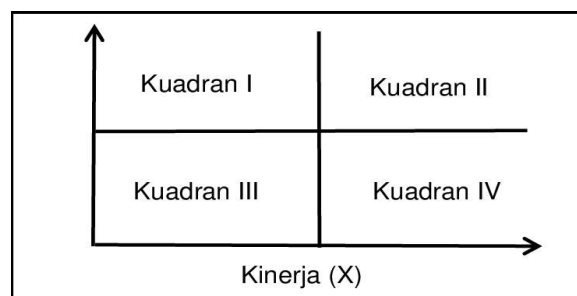 Kuadran I
Kuadran II
Kuadran III
Kuadran IV
Kinerja (X)